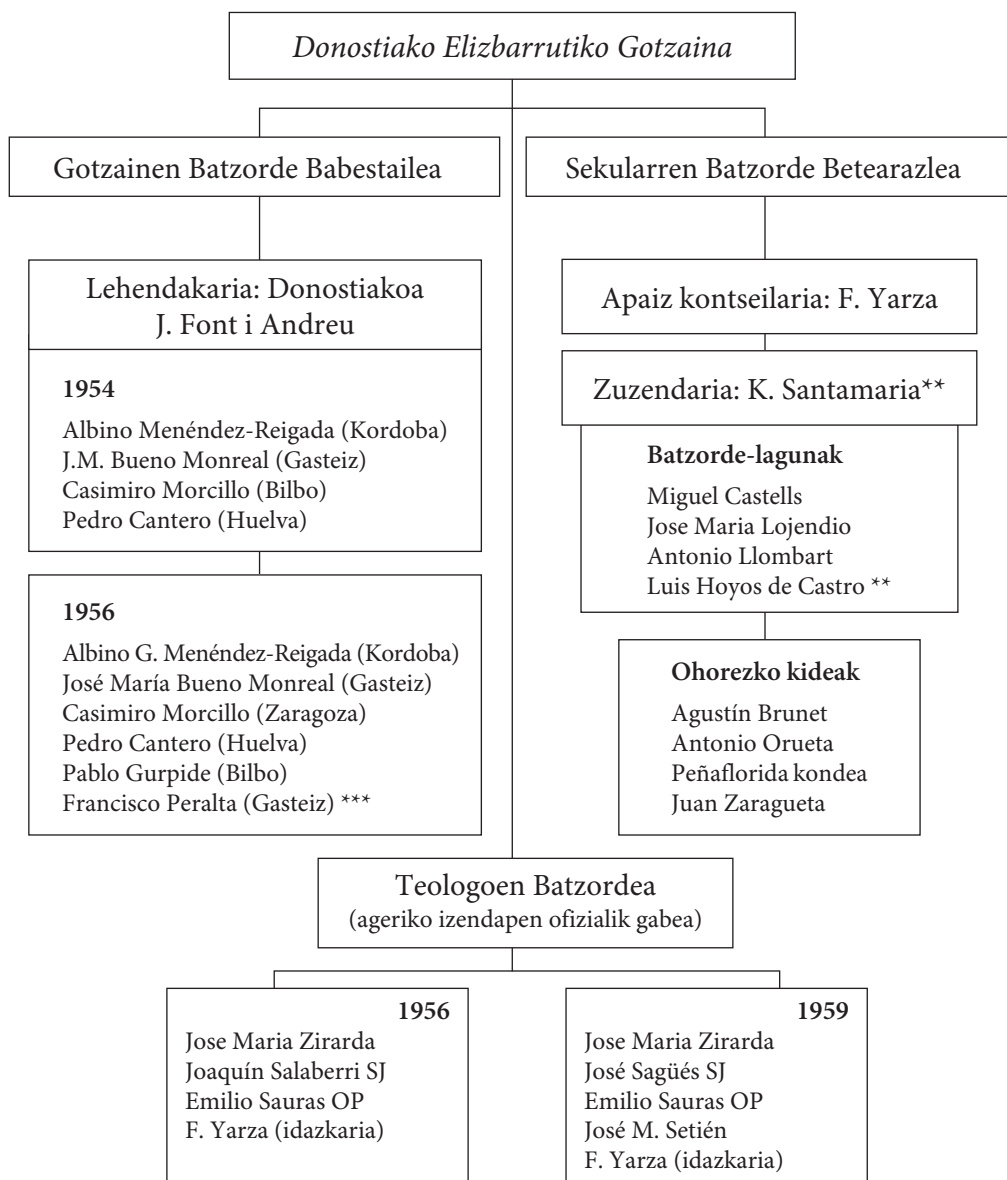 Donostiako Elizbarrutiko Gotzaina
Gotzainen Batzorde Babestailea
Lehendakaria: Donostiakoa
J. Font i Andreu
1954
Albino Menéndez-Reigada (Kordoba)
J.M. Bueno Monreal (Gasteiz)
Casimiro Morcillo (Bilbo)
Pedro Cantero (Huelva)
1956
Albino G. Menéndez-Reigada (Kordoba)
José María Bueno Monreal (Gasteiz)
Casimiro Morcillo (Zaragoza)
Pedro Cantero (Huelva)
Pablo Gurpide (Bilbo)
Francisco Peralta (Gasteiz) ***
Sekularren Batzorde Betearazlea
Apaiz kontseilaria: F. Yarza
Zuzendaria: K. Santamaria**
Batzorde-lagunak
Miguel Castells
Jose Maria Lojendio
Antonio Llombart
Luis Hoyos de Castro **
Ohorezko kideak
Agustín Brunet
Antonio Orueta
Peñaflorida kondea
Juan Zaragueta
Teologoen Batzordea
(ageriko izendapen ofizialik gabea)
1956
Jose Maria Zirarda
Joaquín Salaberri SJ
Emilio Sauras OP
F. Yarza (idazkaria)
1959
Jose Maria Zirarda
José Sagüés SJ
Emilio Sauras OP
José M. Setién
F. Yarza (idazkaria)